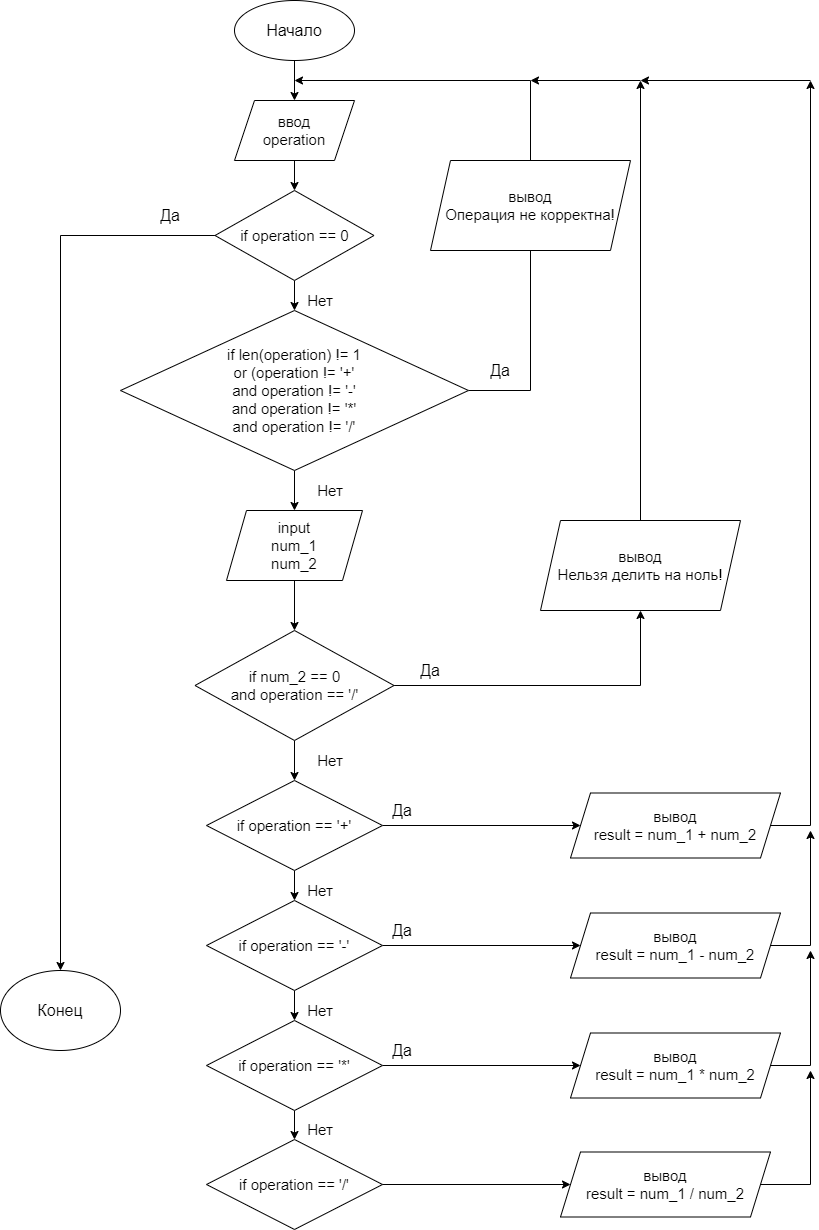 Начало
ввод
operation
Да
if operation == 0
вывод
Операция не корректна!
Нет
if len(operation) != 1
or (operation != '+'
and operation != '-'
and operation != '*'
and operation != '/'
Да
Нет
input
num_1
num_2
вывод
Нельзя делить на ноль!
if num_2 == 0
and operation == '/'
Да
Нет
if operation == '+'
Да
вывод
result = num_1 + num_2
Нет
if operation == '-'
Да
вывод
result = num_1 - num_2
Конец
Нет
if operation == '*'
Да
вывод
result = num_1 * num_2
Нет
if operation == '/'
вывод
result = num_1 / num_2